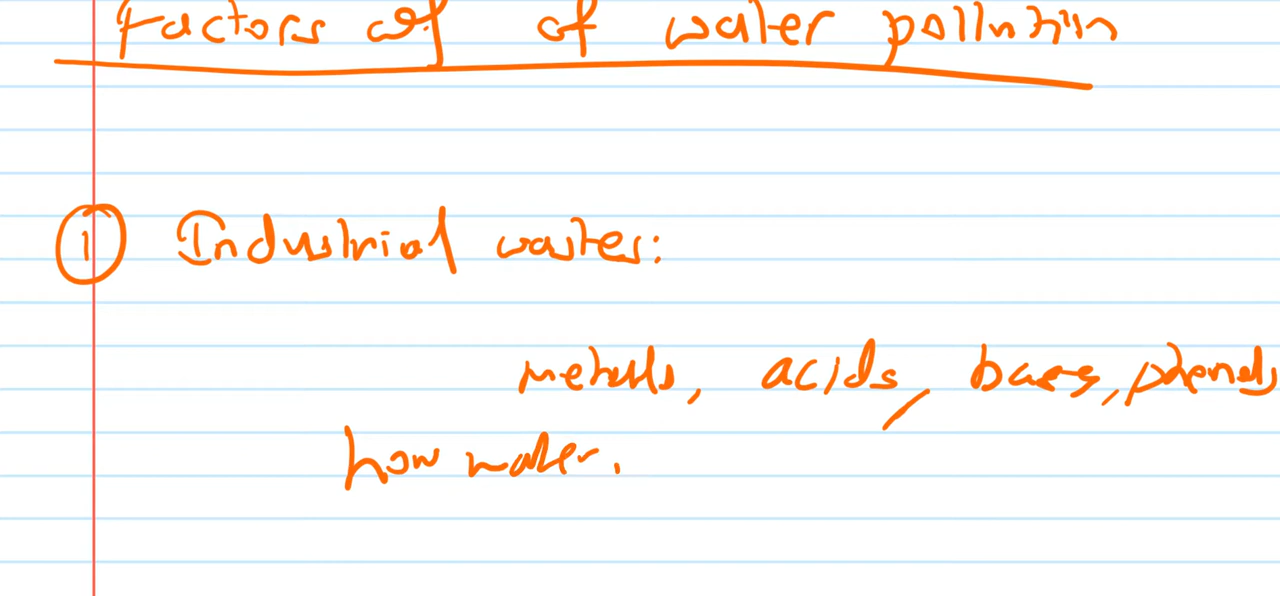 Factors of of water pollution
① Industrial wastes:
metals, acids, bases, phenols
how water.